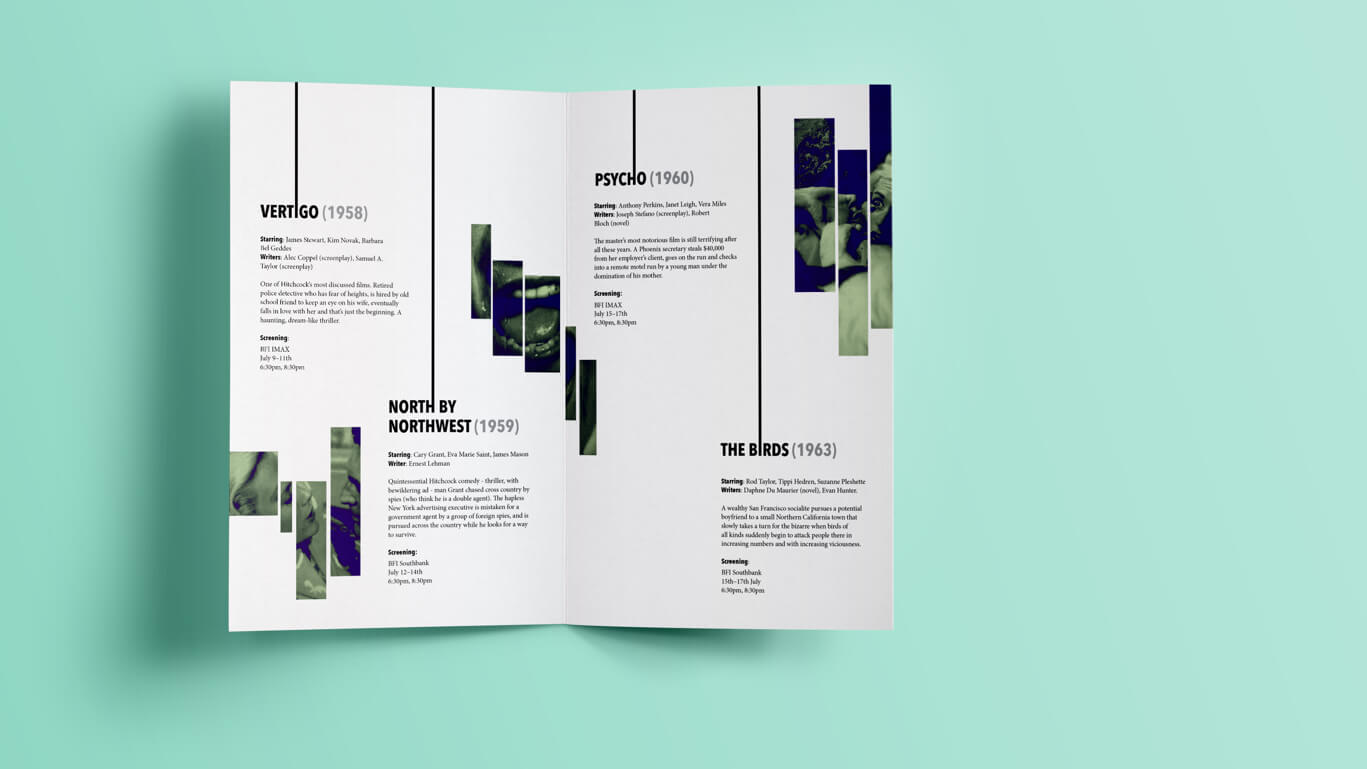 VERTIGO (1958)
Starring: James Stewart, Kim Novak, Barbara
Bel Geddes
Writers: Alec Coppel (screenplay), Samuel A.
Taylor (screenplay)
One of Hitchcock's most discussed films. Retired
police detective who has fear of heights, is hired by old
school friend to keep an eye on his wife, eventually
falls in love with her and that's just the beginning. A
haunting, dream-like thriller.
Screening:
BFI IMAX
July 9–11th
6:30pm, 8:30pm
NORTH BY
NORTHWEST (1959)
Starring: Cary Grant, Eva Marie Saint, James Mason
Writer: Ernest Lehman
Quintessential Hitchcock comedy - thriller, with
bewildering ad - man Grant chased cross country by
spies (who think he is a double agent). The hapless
New York advertising executive is mistaken for a
government agent by a group of foreign spies, and is
pursued across the country while he looks for a way
to survive.
Screening:
BFI Southbank
July 12–14th
6:30pm, 8:30pm
PSYCHO (1960)
Starring: Anthony Perkins, Janet Leigh, Vera Miles
Writers: Joseph Stefano (screenplay), Robert
Bloch (novel)
The master's most notorious film is still terrifying after
all these years. A Phoenix secretary steals $40,000
from her employer's client, goes on the run and checks
into a remote motel run by a young man under the
domination of his mother.
Screening:
BFI IMAX
July 15–17th
6:30pm, 8:30pm
THE BIRDS (1963)
Starring: Rod Taylor, Tippi Hedren, Suzanne Pleshette
Writers: Daphne Du Maurier (novel), Evan Hunter.
A wealthy San Francisco socialite pursues a potential
boyfriend to a small Northern California town that
slowly takes a turn for the bizarre when birds of
all kinds suddenly begin to attack people there in
increasing numbers and with increasing viciousness.
Screening:
BFI Southbank
15th–17th July
6:30pm, 8:30pm